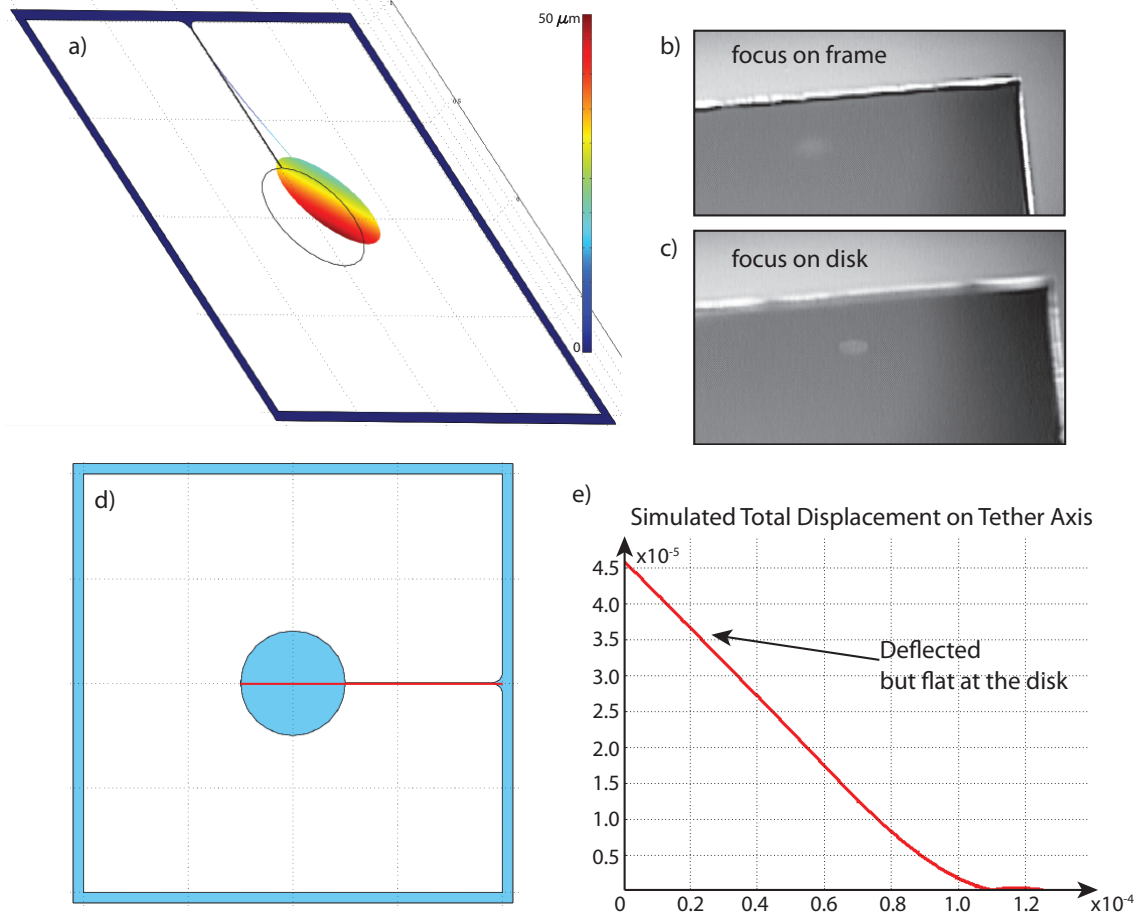 a)
50 μm
0
b)
focus on frame
c)
focus on disk
d)
e)
Simulated Total Displacement on Tether Axis
x10-5
4.5
4.0
3.5
3.0
2.5
2.0
1.5
1.0
0.5
Deflected
but flat at the disk
0 0.2 0.4 0.6 0.8 1.0 1.2 x10-4